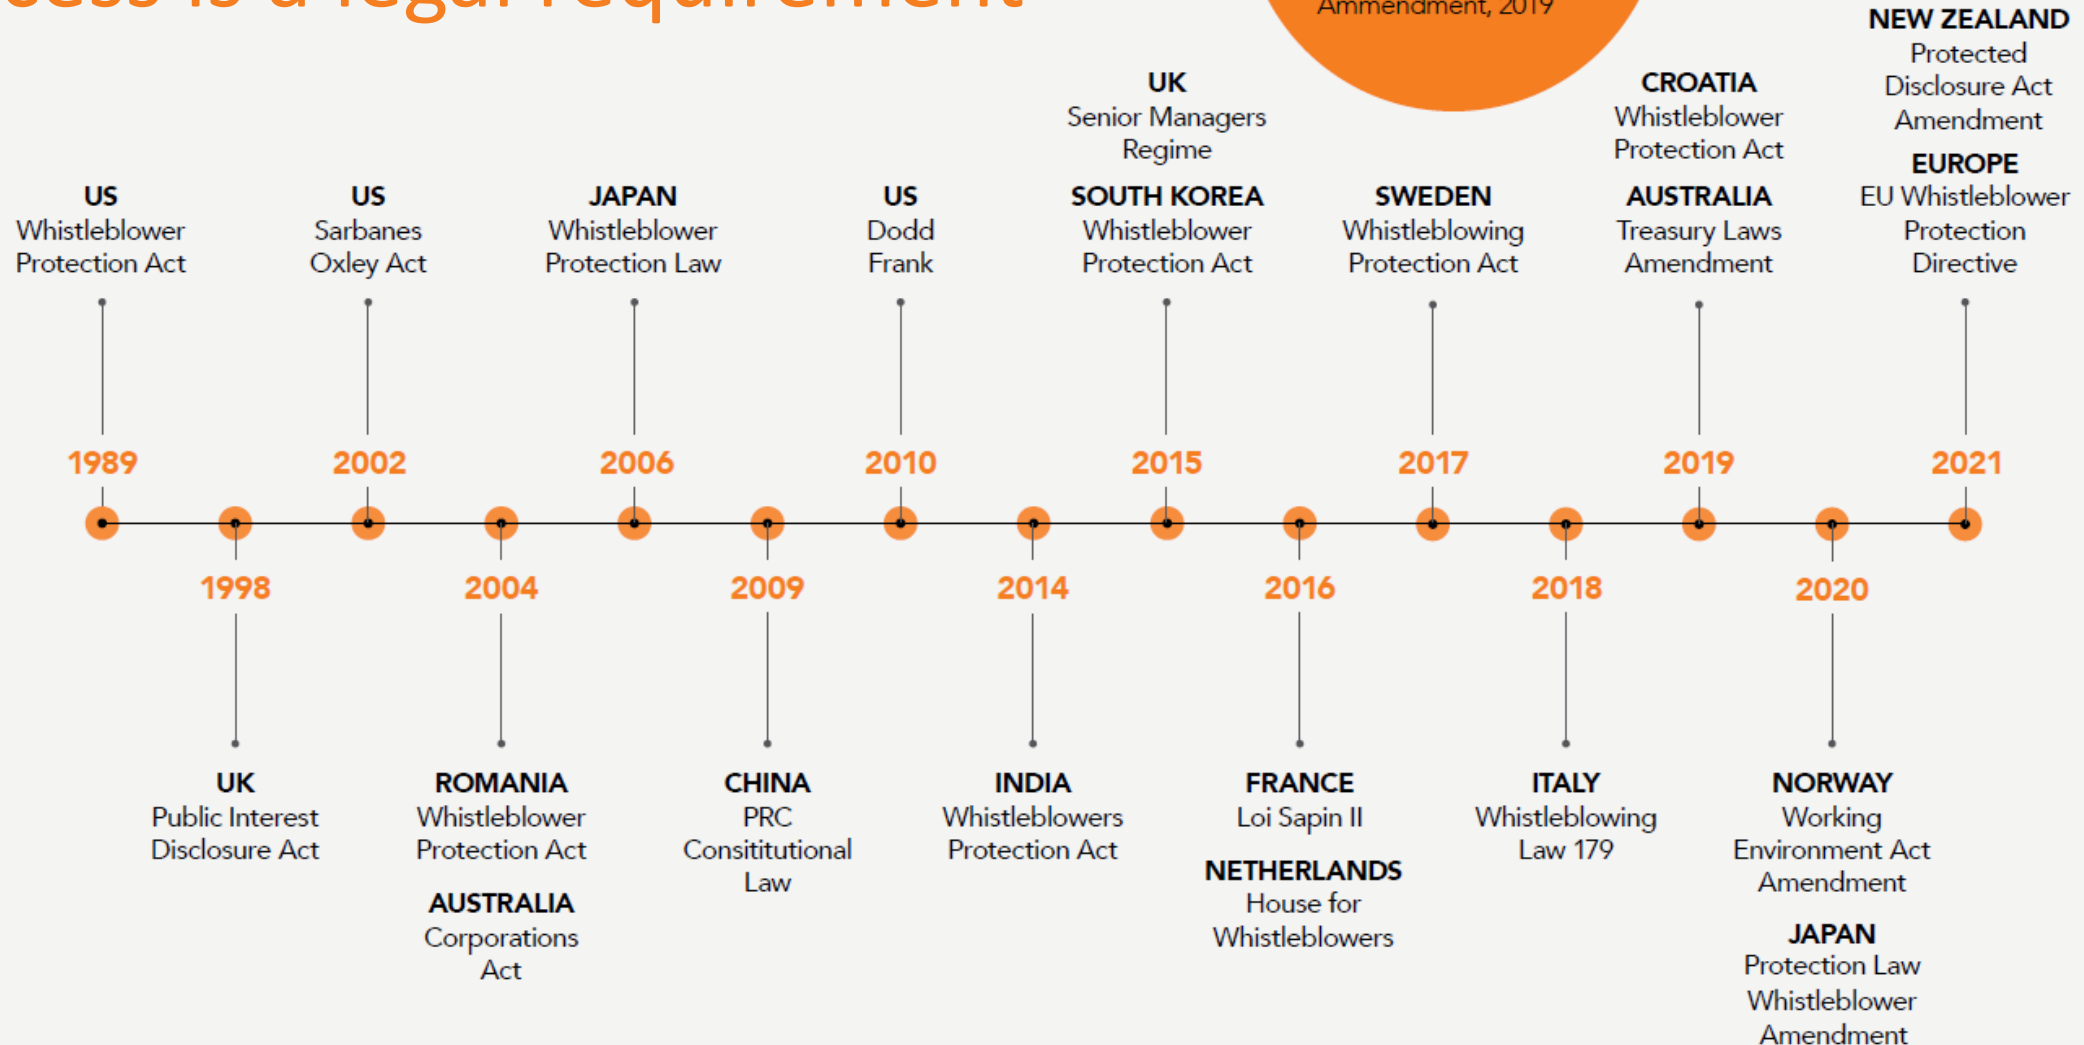 cess is a legal requirement
Ammendment, 2019
NEW ZEALAND
Protected
Disclosure Act
Amendment
EUROPE
EU Whistleblower
Protection
Directive
UK
Senior Managers
Regime
SOUTH KOREA
Whistleblower
Protection Act
CROATIA
Whistleblower
Protection Act
AUSTRALIA
Treasury Laws
Amendment
US
Whistleblower
Protection Act
US
Sarbanes
Oxley Act
JAPAN
Whistleblower
Protection Law
US
Dodd
Frank
SWEDEN
Whistleblowing
Protection Act
1989
2002
2006
2010
2015
2017
2019
2021
1998
2004
2009
2014
2016
2018
2020
UK
Public Interest
Disclosure Act
ROMANIA
Whistleblower
Protection Act
AUSTRALIA
Corporations
Act
CHINA
PRC
Consititutional
Law
INDIA
Whistleblowers
Protection Act
FRANCE
Loi Sapin II
NETHERLANDS
House for
Whistleblowers
ITALY
Whistleblowing
Law 179
NORWAY
Working
Environment Act
Amendment
JAPAN
Protection Law
Whistleblower
Amendment